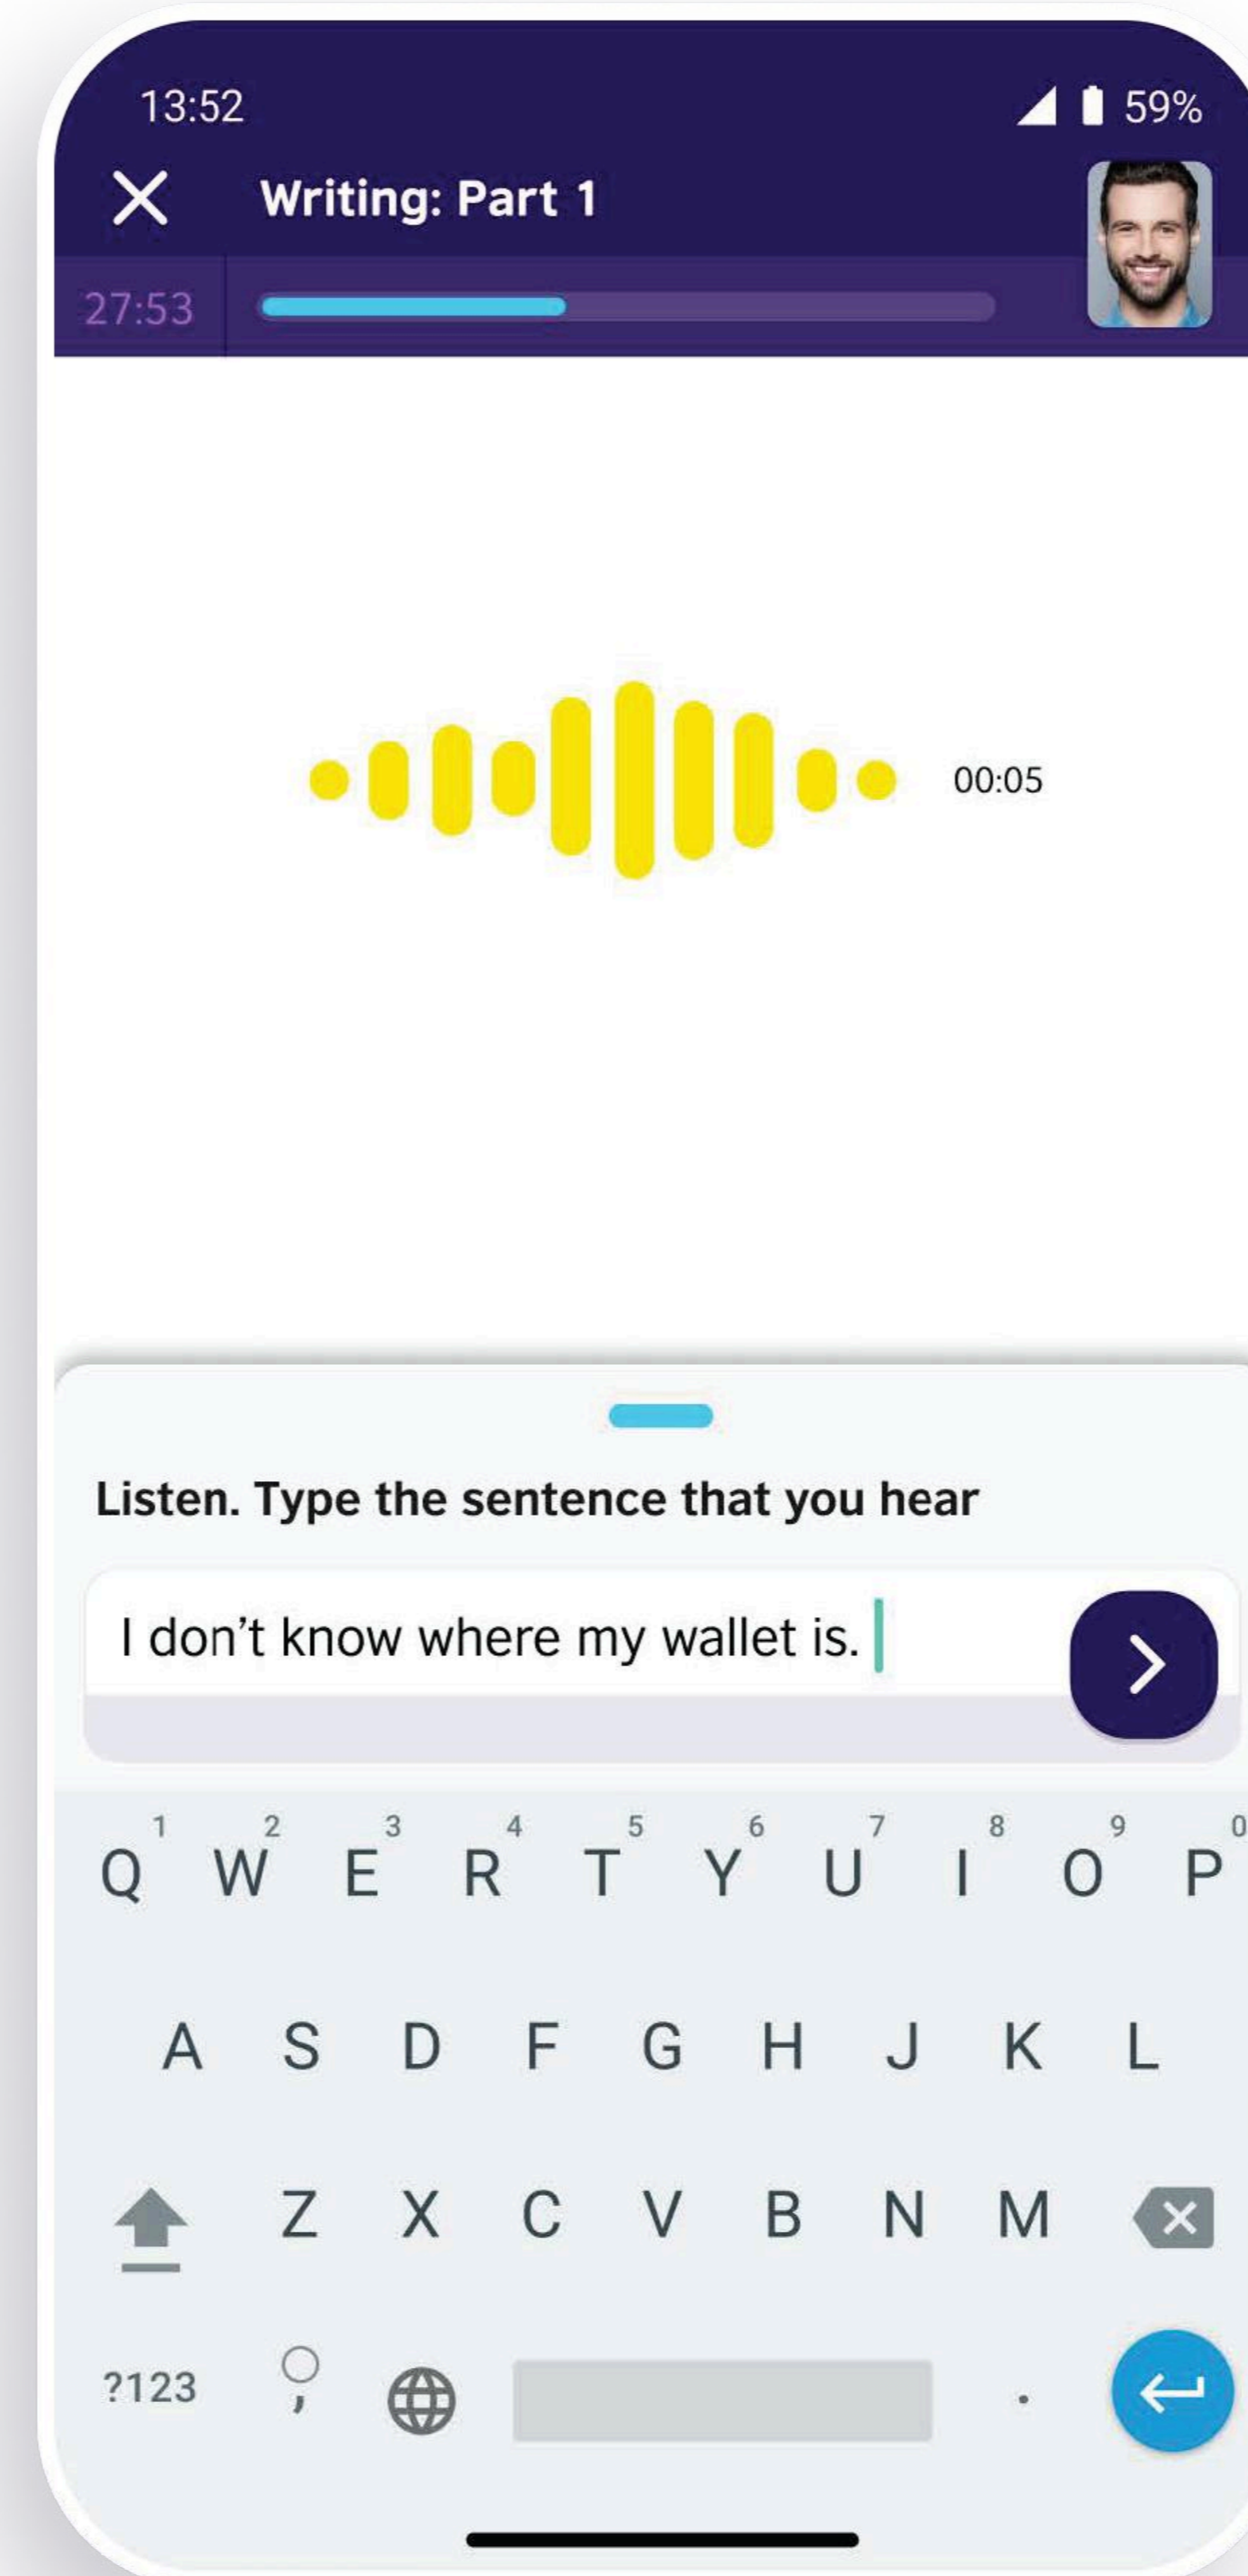 13:52 59%
Writing: Part 1
27:53
00:05
Listen. Type the sentence that you hear
I don’t know where my wallet is.
1 2 3 4 5 6 7 8 9 0
Q W E R T Y U I O P
A S D F G H J K L
Z X C V B N M
?123 , .